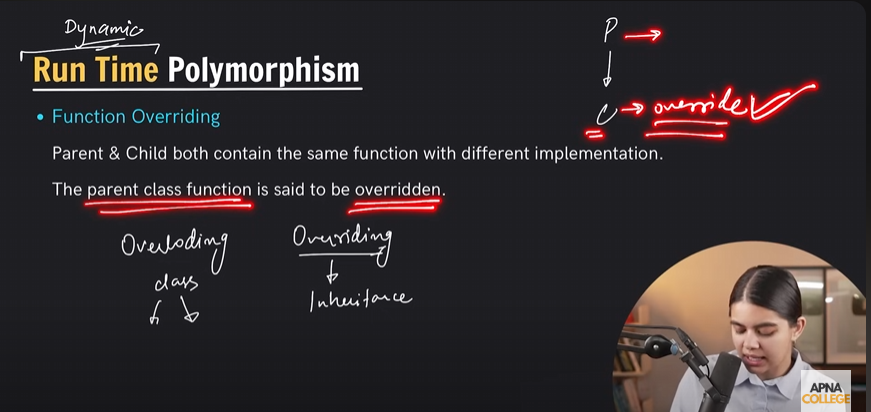 Dynamic
Run Time Polymorphism
• Function Overriding
Parent & Child both contain the same function with different implementation.
The parent class function is said to be overridden.
P →
↓
C → override ✓
Overloding
class
Overriding
↓
Inheritance
APNA
COLLEGE